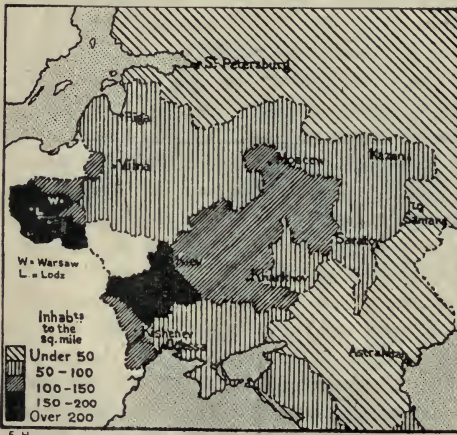 St Petersburg
Riga
Moscow
Kazan
Vilna
Samara
W
L
Saratov
W = Warsaw
L = Lodz
Kiev
Kharkhov
Inhabts
to the
sq. mile
Kishenev
Odessa
Astrakhan
Under 50
50-100
100-150
150-200
Over 200